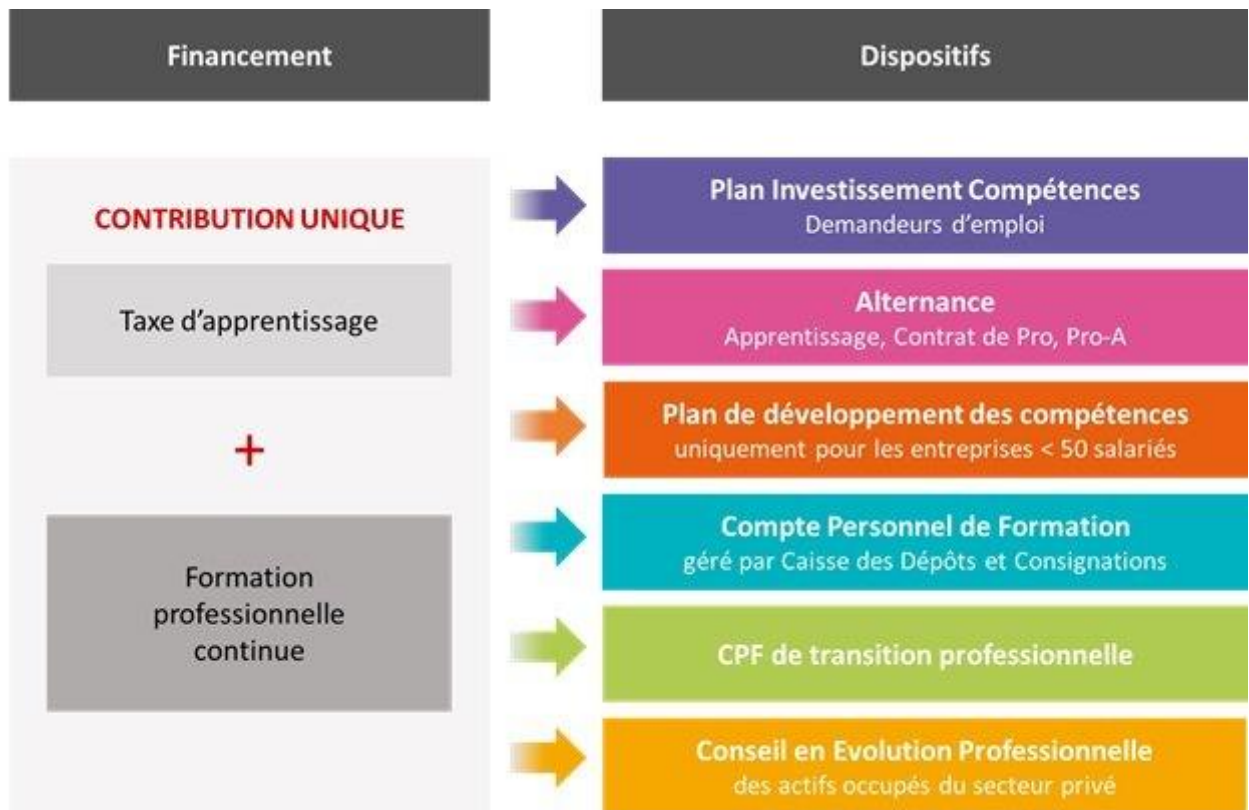 Financement
Dispositifs
CONTRIBUTION UNIQUE
Taxe d'apprentissage
+
Formation
professionnelle
continue
Plan Investissement Compétences
Demandeurs d'emploi
Alternance
Apprentissage, Contrat de Pro, Pro-A
Plan de développement des compétences
uniquement pour les entreprises < 50 salariés
Compte Personnel de Formation
géré par Caisse des Dépôts et Consignations
CPF de transition professionnelle
Conseil en Evolution Professionnelle
des actifs occupés du secteur privé